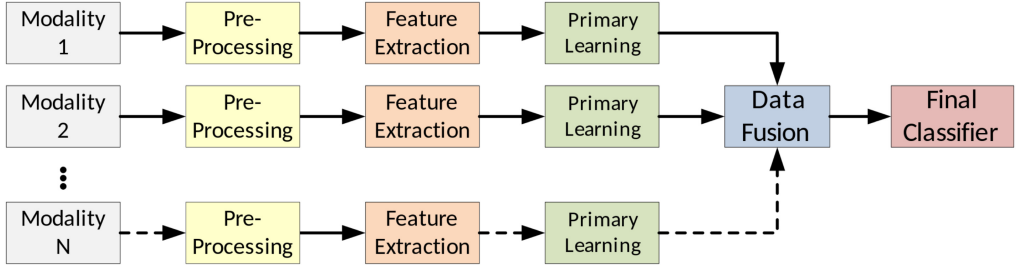 Modality
1
Pre-
Processing
Feature
Extraction
Primary
Learning
Modality
2
Pre-
Processing
Feature
Extraction
Primary
Learning
Data
Fusion
Final
Classifier
Modality
N
Pre-
Processing
Feature
Extraction
Primary
Learning